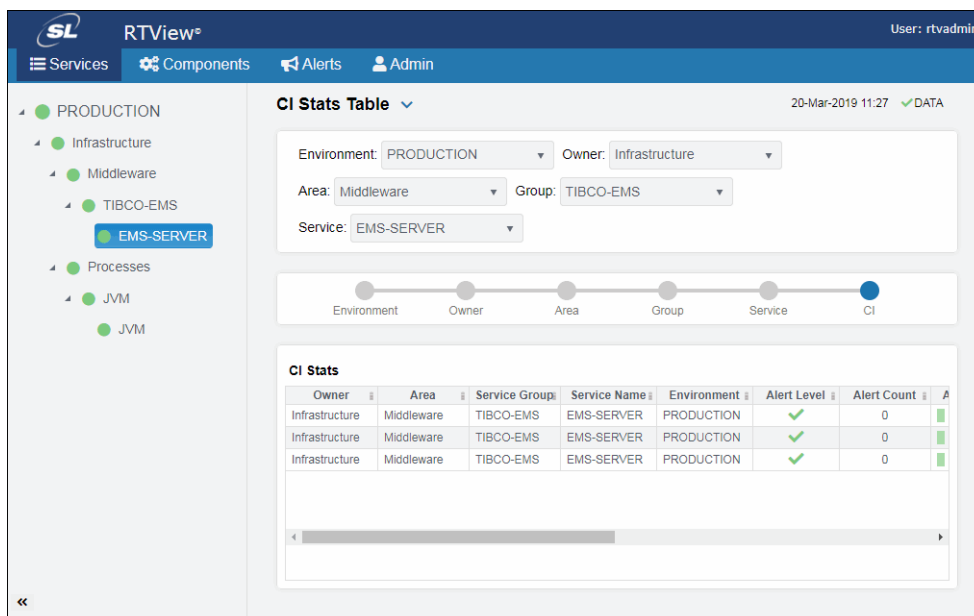 SL RTView® User: rtvadmin
Services Components Alerts Admin
PRODUCTION
Infrastructure
Middleware
TIBCO-EMS
EMS-SERVER
Processes
JVM
JVM
CI Stats Table 20-Mar-2019 11:27 DATA
Environment: PRODUCTION Owner: Infrastructure
Area: Middleware Group: TIBCO-EMS
Service: EMS-SERVER
Environment Owner Area Group Service CI
CI Stats
Owner Area Service Group Service Name Environment Alert Level Alert Count A
Infrastructure Middleware TIBCO-EMS EMS-SERVER PRODUCTION 0
Infrastructure Middleware TIBCO-EMS EMS-SERVER PRODUCTION 0
Infrastructure Middleware TIBCO-EMS EMS-SERVER PRODUCTION 0